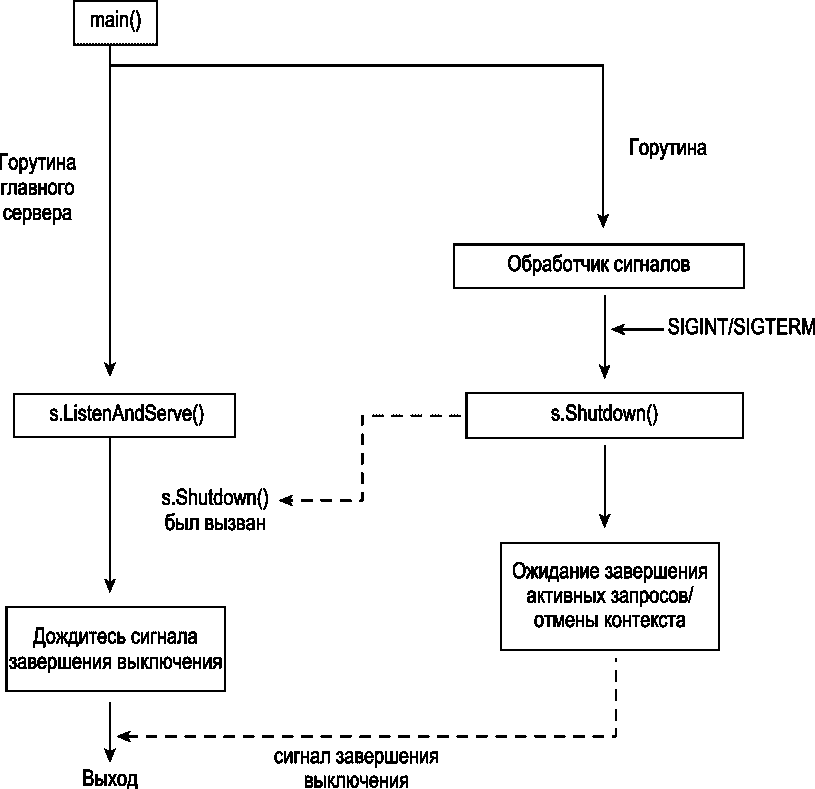 main()
Горутина
главного
сервера
Горутина
Обработчик сигналов
SIGINT/SIGTERM
s.ListenAndServe()
s.Shutdown()
s.Shutdown()
был вызван
Ожидание завершения
активных запросов/
отмены контекста
Дождитесь сигнала
завершения выключения
сигнал завершения
выключения
Выход